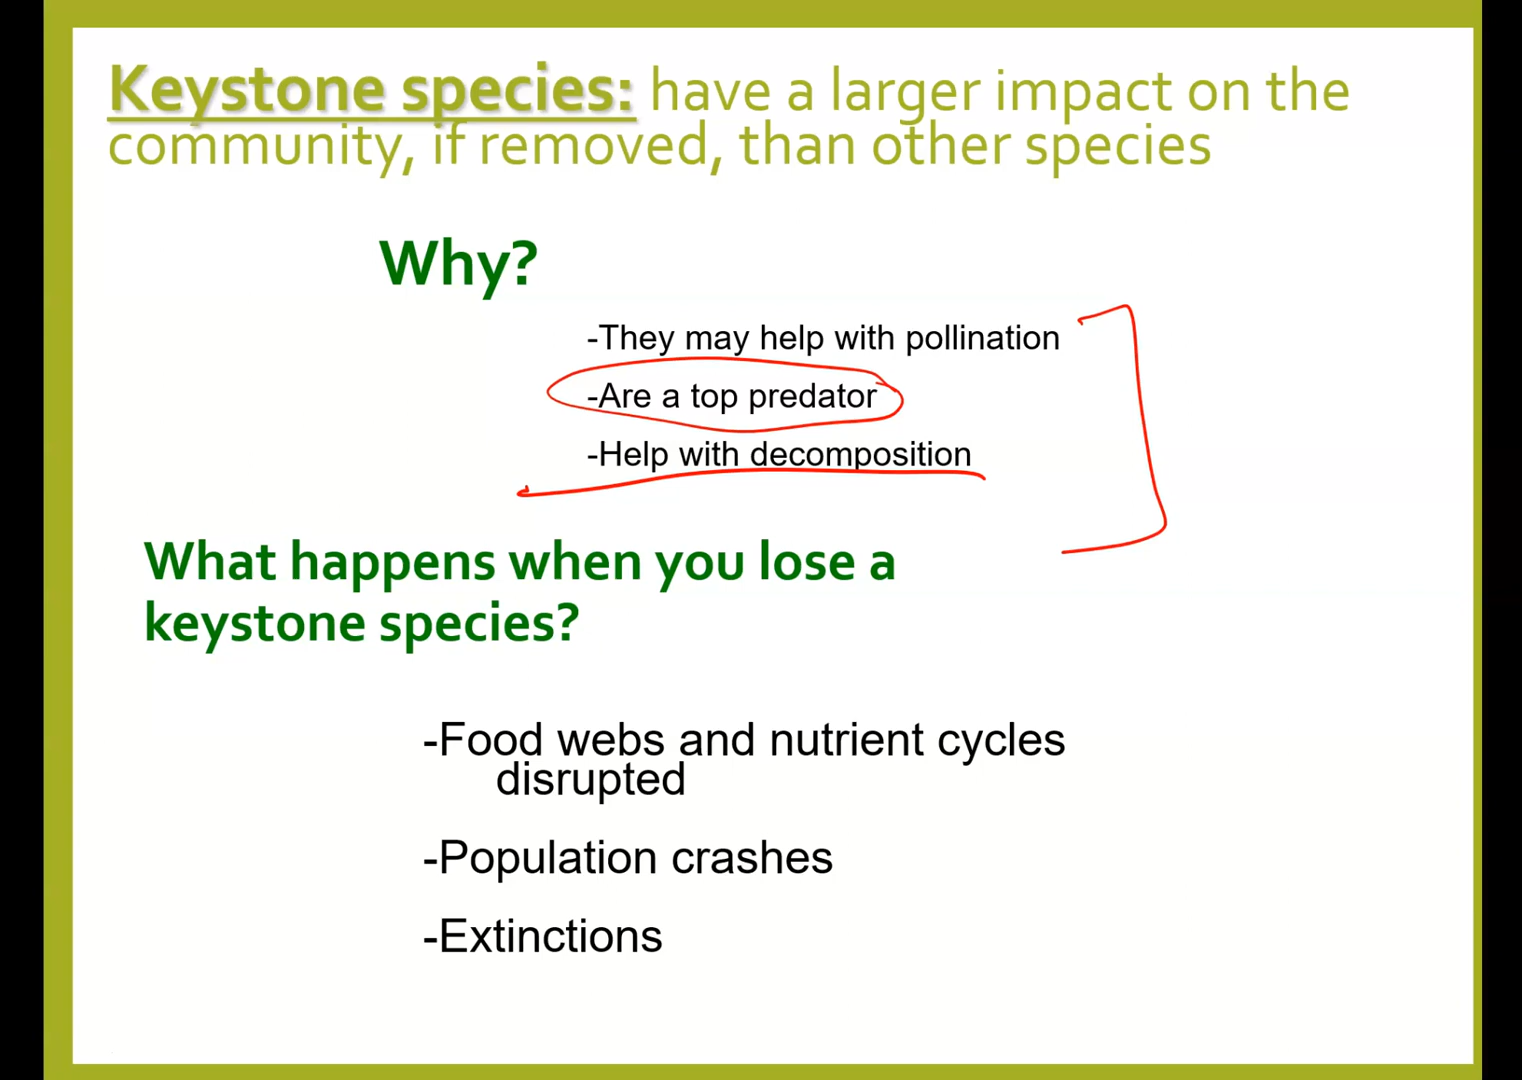 Keystone species: have a larger impact on the
community, if removed, than other species
Why?
-They may help with pollination
-Are a top predator
-Help with decomposition
What happens when you lose a
keystone species?
-Food webs and nutrient cycles
disrupted
-Population crashes
-Extinctions